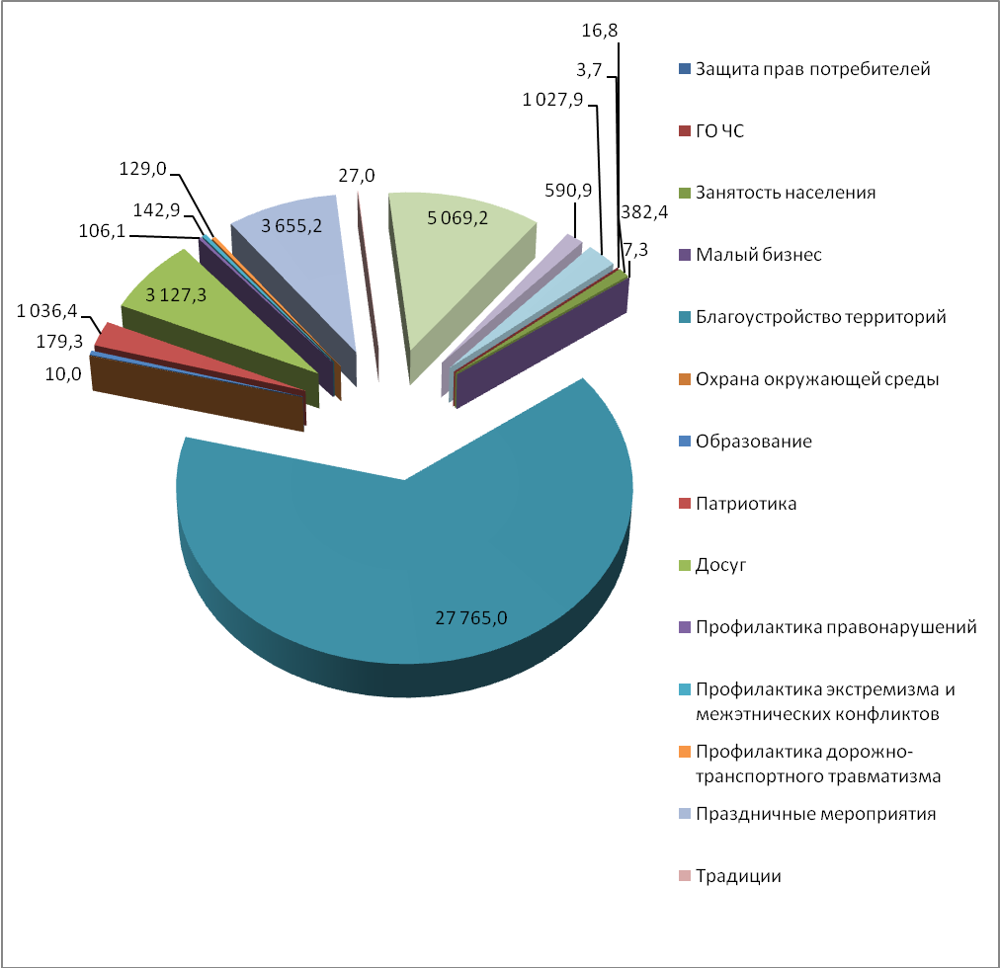 16,8
3,7
1 027,9
129,0
27,0
590,9
142,9
382,4
106,1
3 655,2
5 069,2
7,3
3 127,3
1 036,4
179,3
10,0
27 765,0
Защита прав потребителей
ГО ЧС
Занятость населения
Малый бизнес
Благоустройство территорий
Охрана окружающей среды
Образование
Патриотика
Досуг
Профилактика правонарушений
Профилактика экстремизма и
межэтнических конфликтов
Профилактика дорожно-
транспортного травматизма
Праздничные мероприятия
Традиции